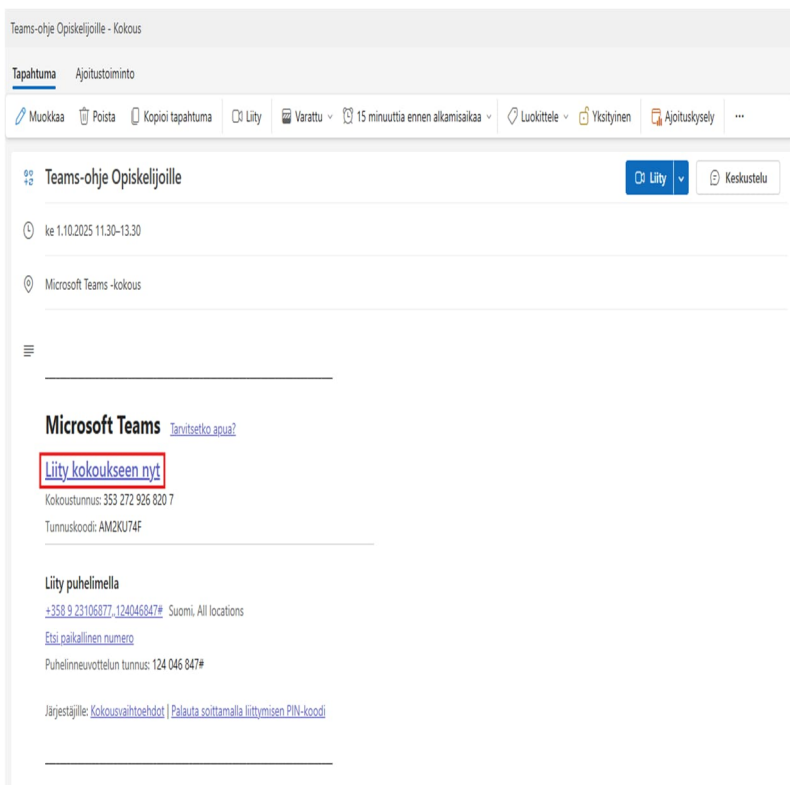 Teams-ohje Opiskelijoille - Kokous
Tapahtuma Ajoitustoiminto
Muokkaa Poista Kopioi tapahtuma Liity Varattu 15 minuuttia ennen alkamisaikaa Luokittele Yksityinen Ajoituskysely ...
Teams-ohje Opiskelijoille Liity Keskustelu
ke 1.10.2025 11.30–13.30
Microsoft Teams -kokous
Microsoft Teams Tarvitsetko apua?
Liity kokoukseen nyt
Kokoustunnus: 353 272 926 820 7
Tunnuskoodi: AM2KU74F
Liity puhelimella
+358 9 23106877,,124046847# Suomi, All locations
Etsi paikallinen numero
Puhelinneuvottelun tunnus: 124 046 847#
Järjestäjille: Kokousvaihtoehdot | Palauta soittamalla liittymisen PIN-koodi